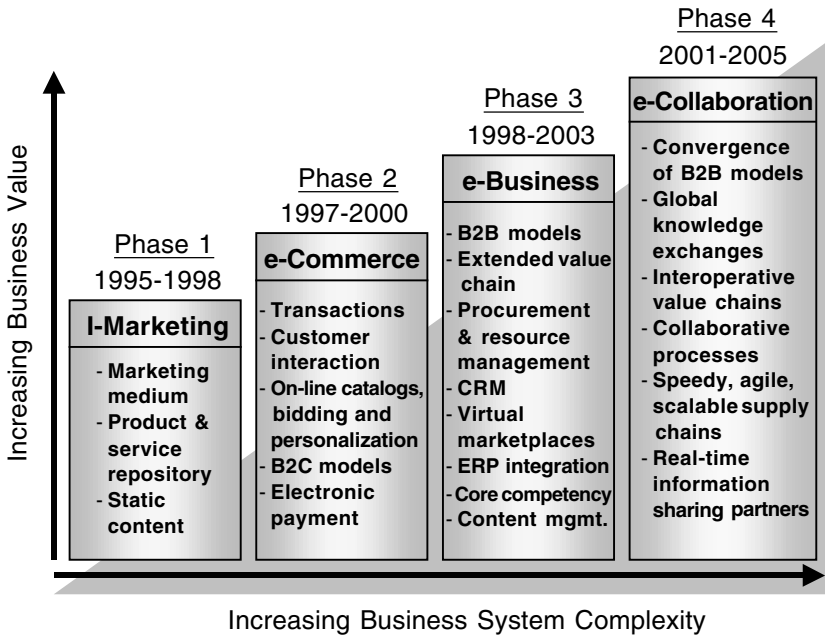 Increasing Business Value
Phase 1
1995-1998
I-Marketing
- Marketing
medium
- Product &
service
repository
- Static
content
Phase 2
1997-2000
e-Commerce
- Transactions
- Customer
interaction
- On-line catalogs,
bidding and
personalization
- B2C models
- Electronic
payment
Phase 3
1998-2003
e-Business
- B2B models
- Extended value
chain
- Procurement
& resource
management
- CRM
- Virtual
marketplaces
- ERP integration
- Core competency
- Content mgmt.
Phase 4
2001-2005
e-Collaboration
- Convergence
of B2B models
- Global
knowledge
exchanges
- Interoperative
value chains
- Collaborative
processes
- Speedy, agile,
scalable supply
chains
- Real-time
information
sharing partners
Increasing Business System Complexity